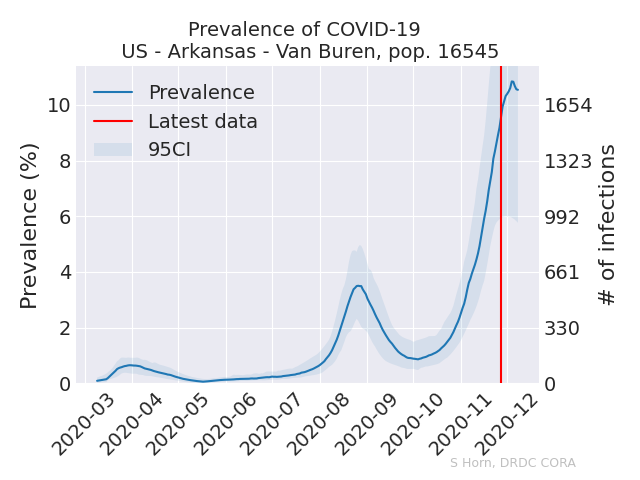 Prevalence of COVID-19
US - Arkansas - Van Buren, pop. 16545
Prevalence
Latest data
95CI
Prevalence (%)
10
8
6
4
2
0
1654
1323
992
661
330
0
# of infections
2020-03
2020-04
2020-05
2020-06
2020-07
2020-08
2020-09
2020-10
2020-11
2020-12
S Horn, DRDC CORA